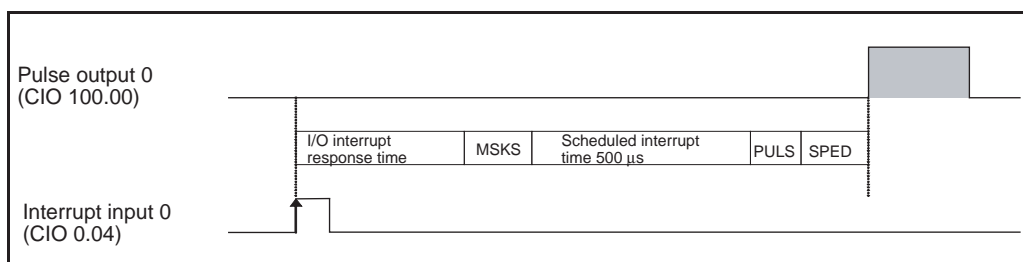 Pulse output 0
(CIO 100.00)
I/O interrupt
response time
MSKS
Scheduled interrupt
time 500 μs
PULS
SPED
Interrupt input 0
(CIO 0.04)